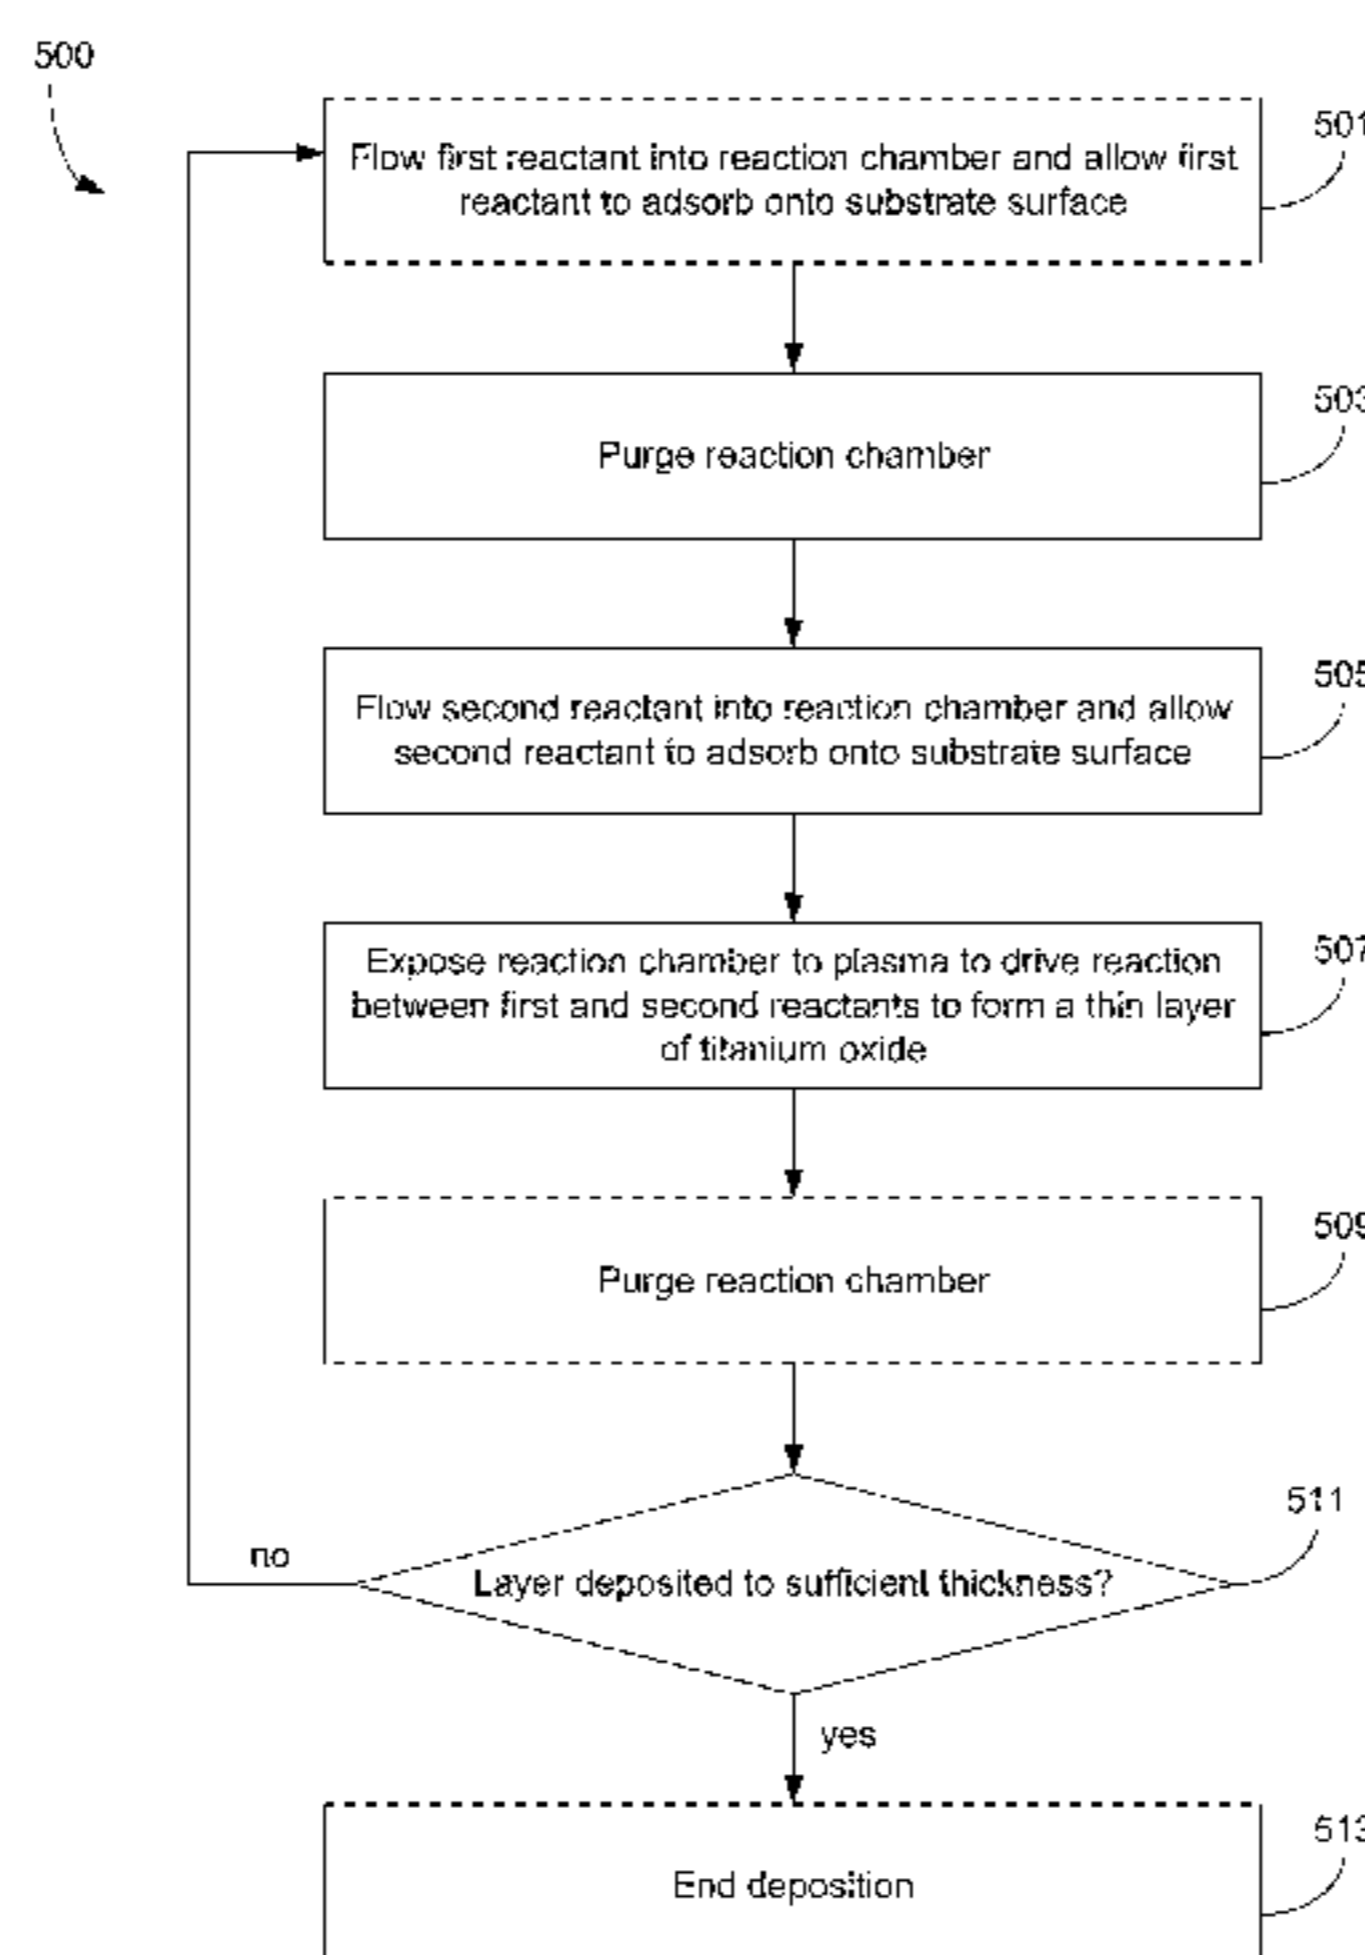 500
501
Flow first reactant into reaction chamber and allow first
reactant to adsorb onto substrate surface
503
Purge reaction chamber
505
Flow second reactant into reaction chamber and allow
second reactant to adsorb onto substrate surface
507
Expose reaction chamber to plasma to drive reaction
between first and second reactants to form a thin layer
of titanium oxide
509
Purge reaction chamber
511
no
Layer deposited to sufficient thickness?
yes
513
End deposition